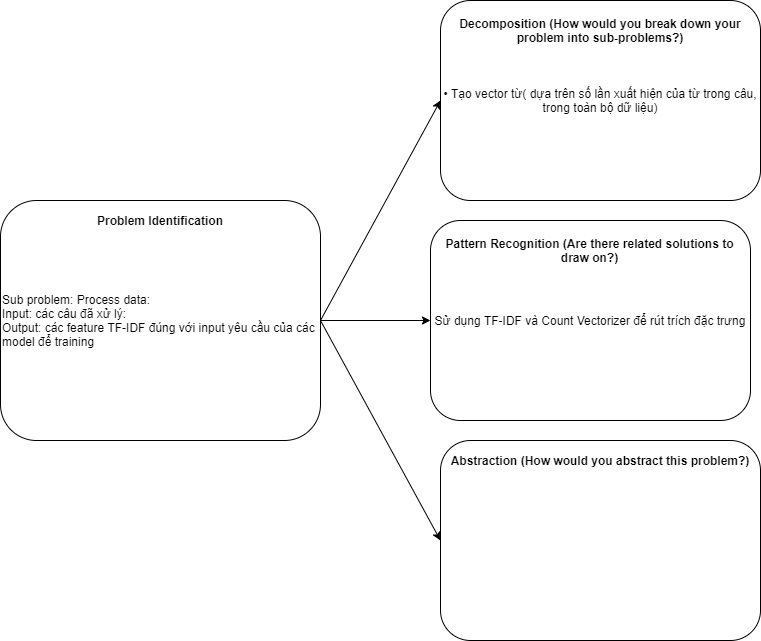 Decomposition (How would you break down your
problem into sub-problems?)
• Tạo vector từ( dựa trên số lần xuất hiện của từ trong câu,
trong toàn bộ dữ liệu)
Problem Identification
Sub problem: Process data:
Input: các câu đã xử lý:
Output: các feature TF-IDF đúng với input yêu cầu của các
model để training
Pattern Recognition (Are there related solutions to
draw on?)
Sử dụng TF-IDF và Count Vectorizer để rút trích đặc trưng
Abstraction (How would you abstract this problem?)